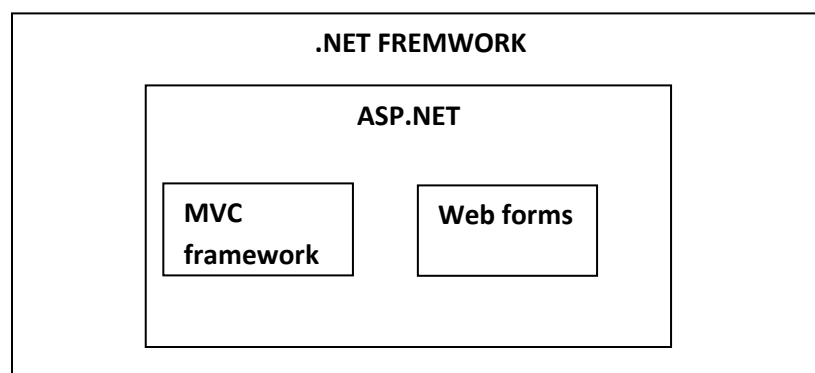 .NET FREMWORK
ASP.NET
MVC
framework
Web forms